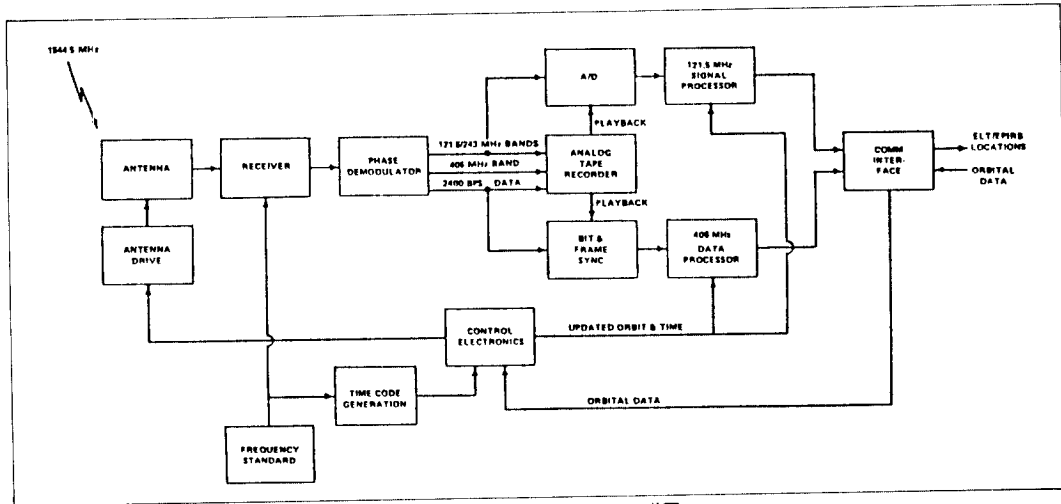 1544.5 MHz
ANTENNA
RECEIVER
PHASE
DEMODULATOR
121.5/243 MHz BANDS
406 MHz BAND
2400 BPS DATA
A/D
PLAYBACK
ANALOG
TAPE
RECORDER
PLAYBACK
BIT &
FRAME
SYNC
121.5 MHz
SIGNAL
PROCESSOR
406 MHz
DATA
PROCESSOR
COMM
INTER-
FACE
ELT/EPIRB
LOCATIONS
ORBITAL
DATA
ANTENNA
DRIVE
CONTROL
ELECTRONICS
UPDATED ORBIT & TIME
TIME CODE
GENERATION
ORBITAL DATA
FREQUENCY
STANDARD